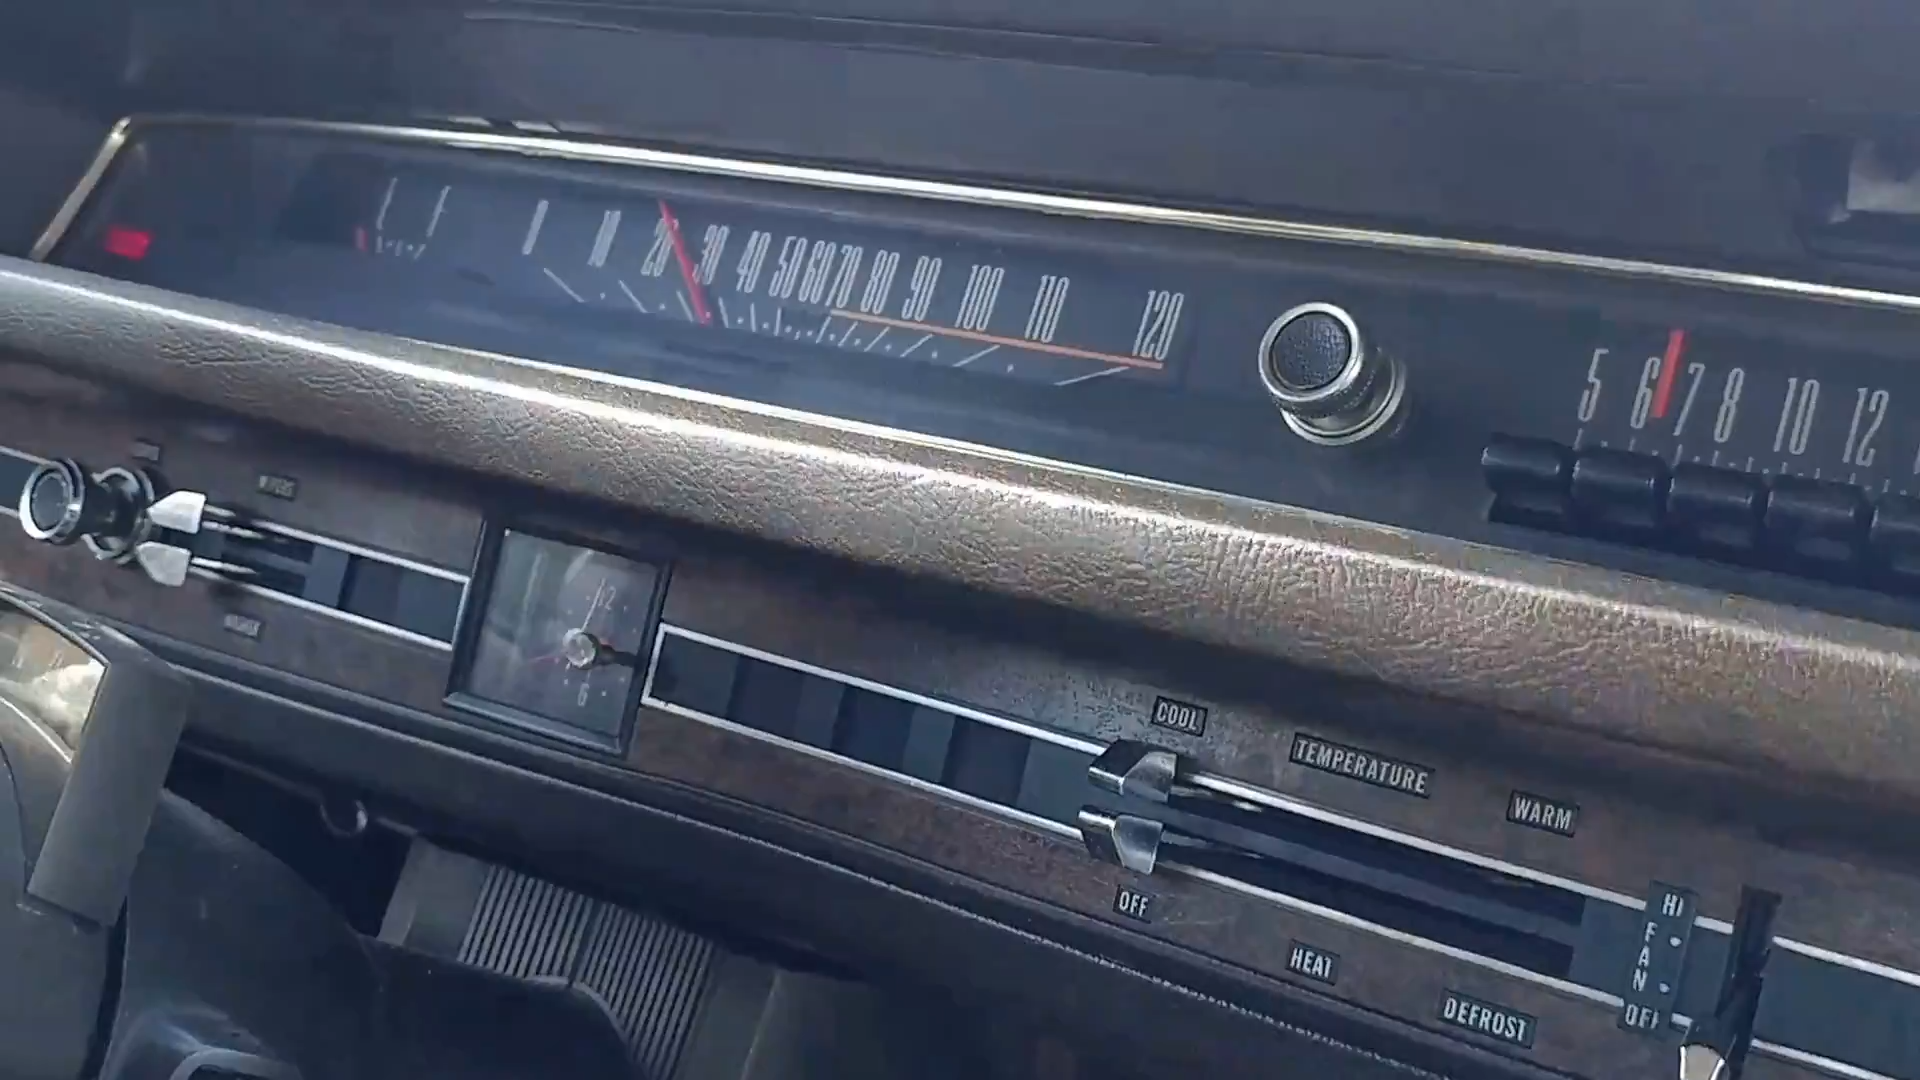 0 10 20 30 40 50 60 70 80 90 100 110 120
5 6 7 8 10 12
WIPERS
12
6
COOL TEMPERATURE WARM
OFF HEAT DEFROST
HI
FAN
OFF